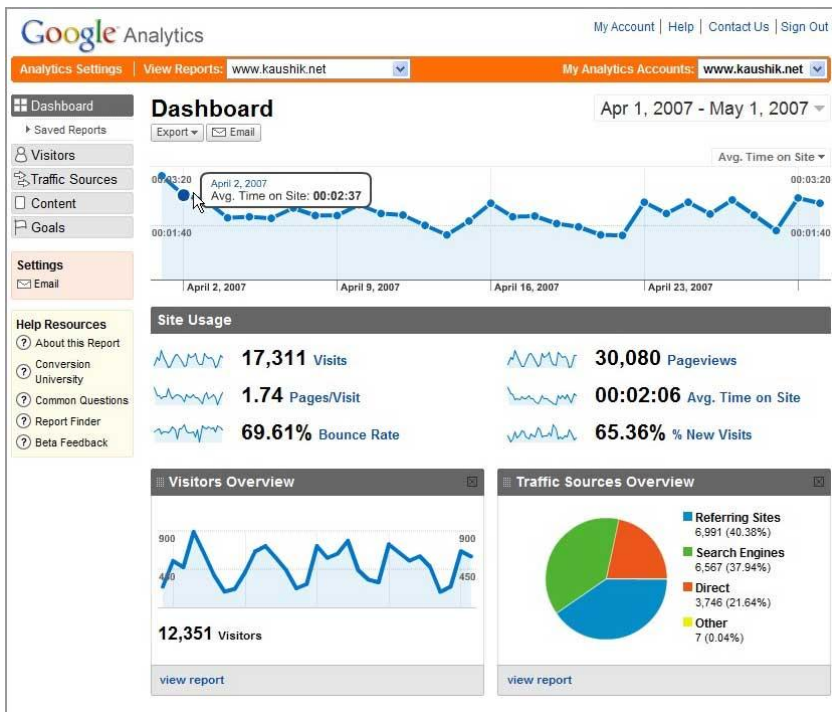 Google Analytics
My Account | Help | Contact Us | Sign Out
Analytics Settings | View Reports: www.kaushik.net
My Analytics Accounts: www.kaushik.net
Dashboard
Saved Reports
Visitors
Traffic Sources
Content
Goals
Settings
Email
Help Resources
About this Report
Conversion
University
Common Questions
Report Finder
Beta Feedback
Dashboard
Apr 1, 2007 - May 1, 2007
Export
Email
Avg. Time on Site
00:03:20
00:03:20
April 2, 2007
Avg. Time on Site: 00:02:37
00:01:40
00:01:40
April 2, 2007
April 9, 2007
April 16, 2007
April 23, 2007
Site Usage
17,311 Visits
30,080 Pageviews
1.74 Pages/Visit
00:02:06 Avg. Time on Site
69.61% Bounce Rate
65.36% % New Visits
Visitors Overview
900
900
450
450
12,351 Visitors
view report
Traffic Sources Overview
Referring Sites
6,991 (40.38%)
Search Engines
6,567 (37.94%)
Direct
3,746 (21.64%)
Other
7 (0.04%)
view report